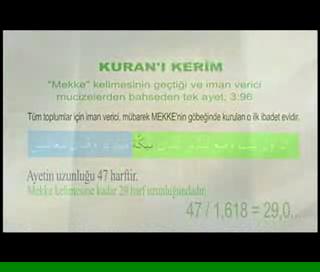 KURAN'I KERİM
"Mekke" kelimesinin geçtiği ve iman verici
mucizelerden bahseden tek ayet, 3:96
Tüm toplumlar için iman verici, mübarek MEKKE'nin göbeğinde kurulan o ilk ibadet evidir.
ببكة
Ayetin uzunluğu 47 harftir.
Mekke kelimesine kadar 29 harf uzunluğundadır.
47 / 1,618 = 29,0...